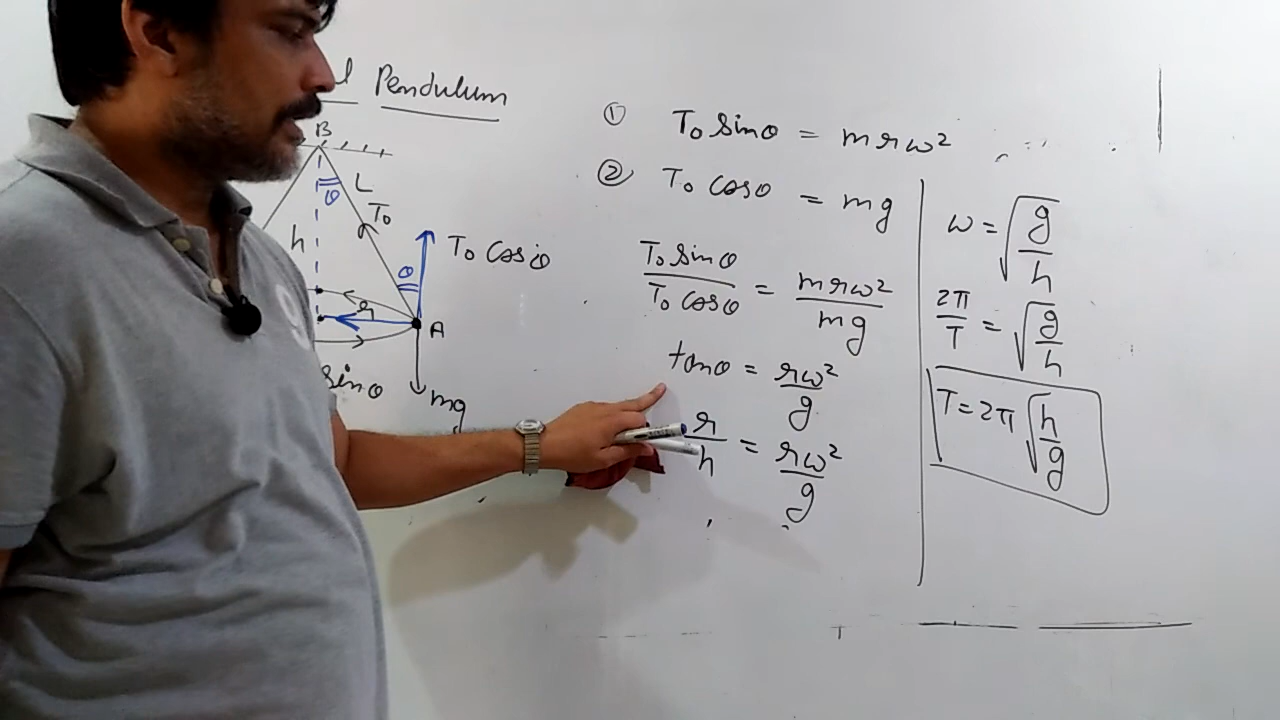 l Pendulum
B
θ
L
T₀
h
θ
T₀ Cosθ
r
A
sinθ
mg
① T₀ sinθ = mrω²
② T₀ cosθ = mg
T₀ sinθ / T₀ cosθ = mrω² / mg
tanθ = rω² / g
r / h = rω² / g
ω = √(g / h)
2π / T = √(g / h)
T = 2π √(h / g)